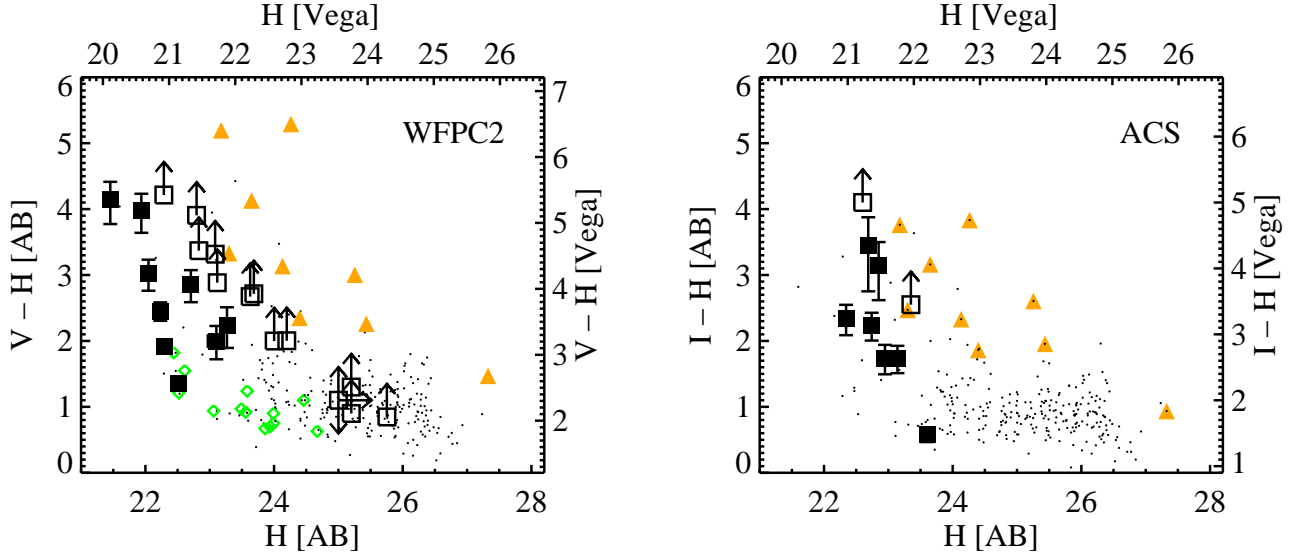 H [Vega] H [Vega]
20 21 22 23 24 25 26 20 21 22 23 24 25 26
6 7 6
WFPC2 ACS
5 6 5 6
4 5 4 5
V – H [AB] V – H [Vega] I – H [AB] I – H [Vega]
3 4 3 4
2 3 2 3
1 2 1 2
0 0 1
22 24 26 28 22 24 26 28
H [AB] H [AB]